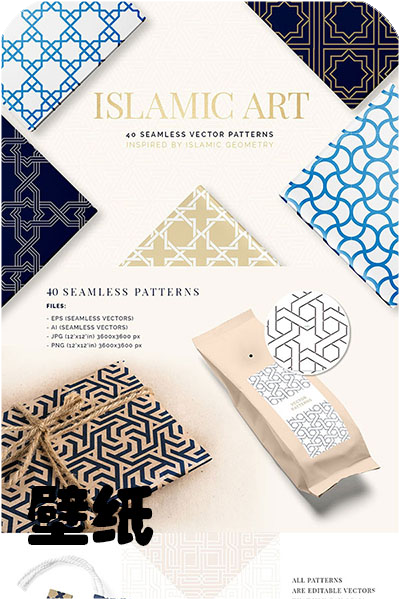 ISLAMIC ART
40 SEAMLESS VECTOR PATTERNS
INSPIRED BY ISLAMIC GEOMETRY
40 SEAMLESS PATTERNS
FILES:
- EPS (SEAMLESS VECTORS)
- AI (SEAMLESS VECTORS)
- JPG (12'x12'in) 3600x3600 px
- PNG (12'x12'in) 3600x3600 px
VECTOR
PATTERNS
壁纸
ALL PATTERNS
ARE EDITABLE VECTORS